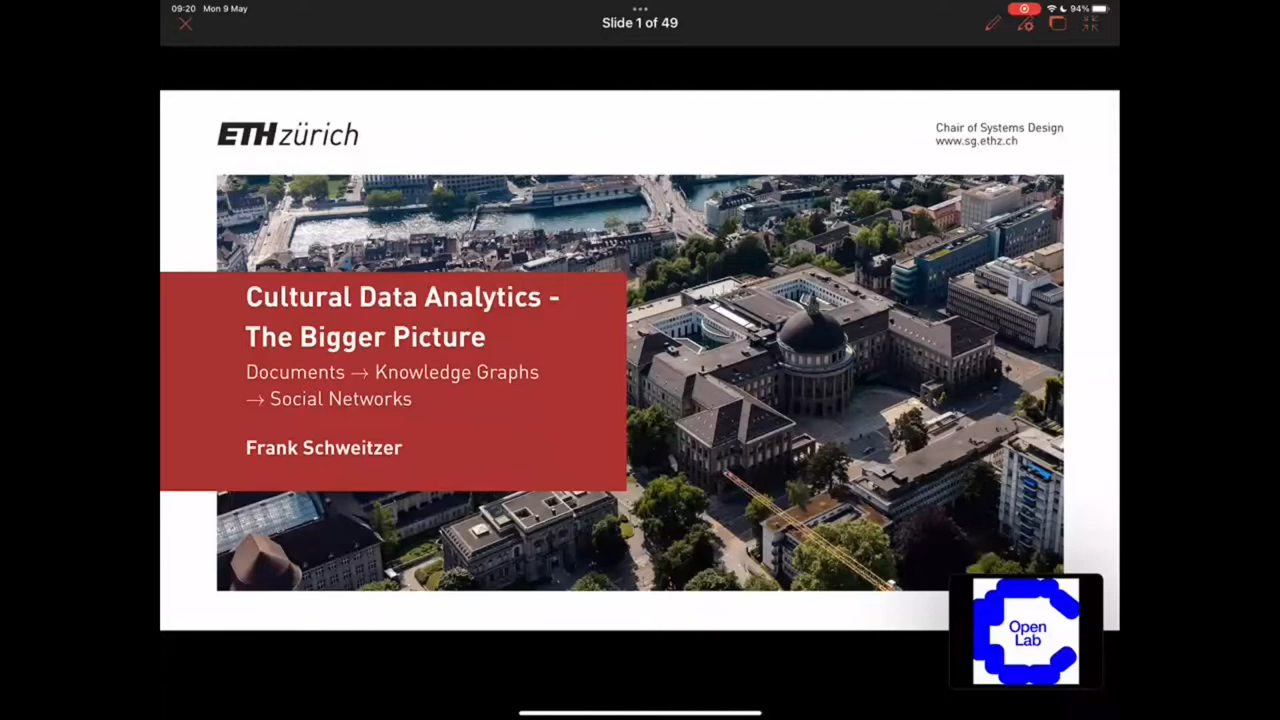 09:20 Mon 9 May
94%
Slide 1 of 49
ETH zürich
Chair of Systems Design
www.sg.ethz.ch
Cultural Data Analytics -
The Bigger Picture
Documents → Knowledge Graphs
→ Social Networks
Frank Schweitzer
Open
Lab